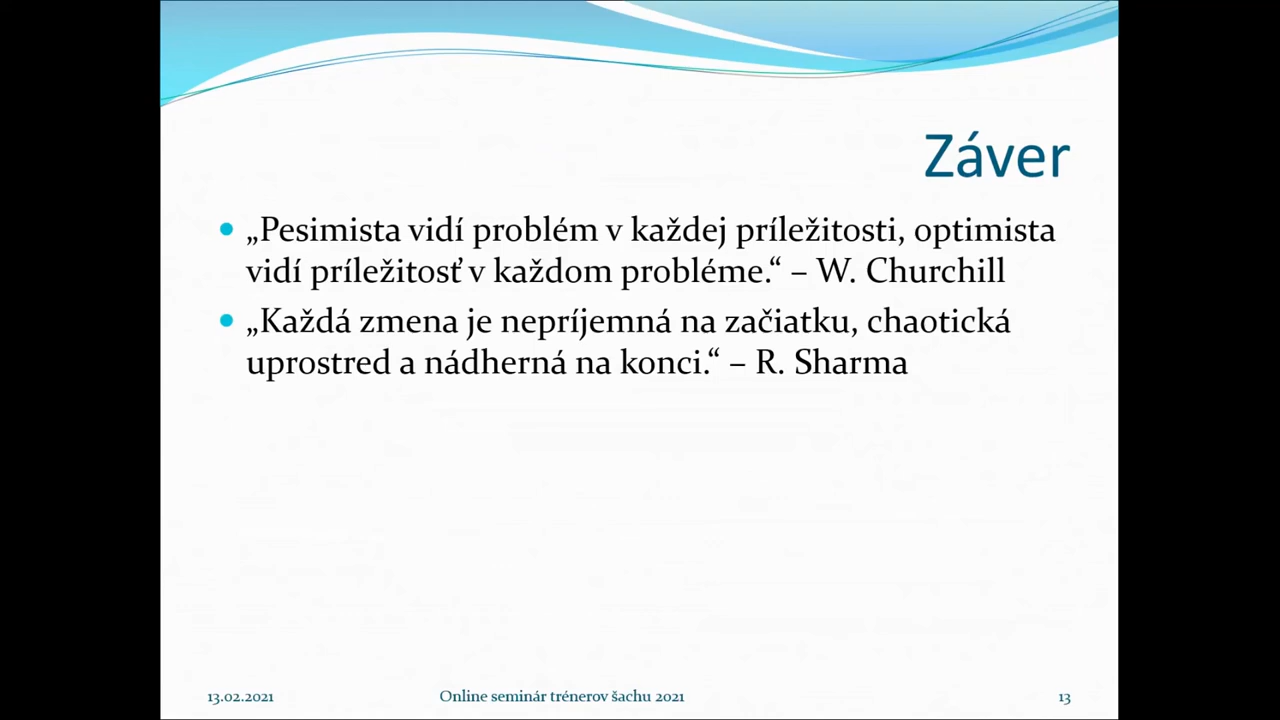 Záver
• „Pesimista vidí problém v každej príležitosti, optimista
vidí príležitosť v každom probléme.“ – W. Churchill
• „Každá zmena je nepríjemná na začiatku, chaotická
uprostred a nádherná na konci.“ – R. Sharma
13.02.2021 Online seminár trénerov šachu 2021 13